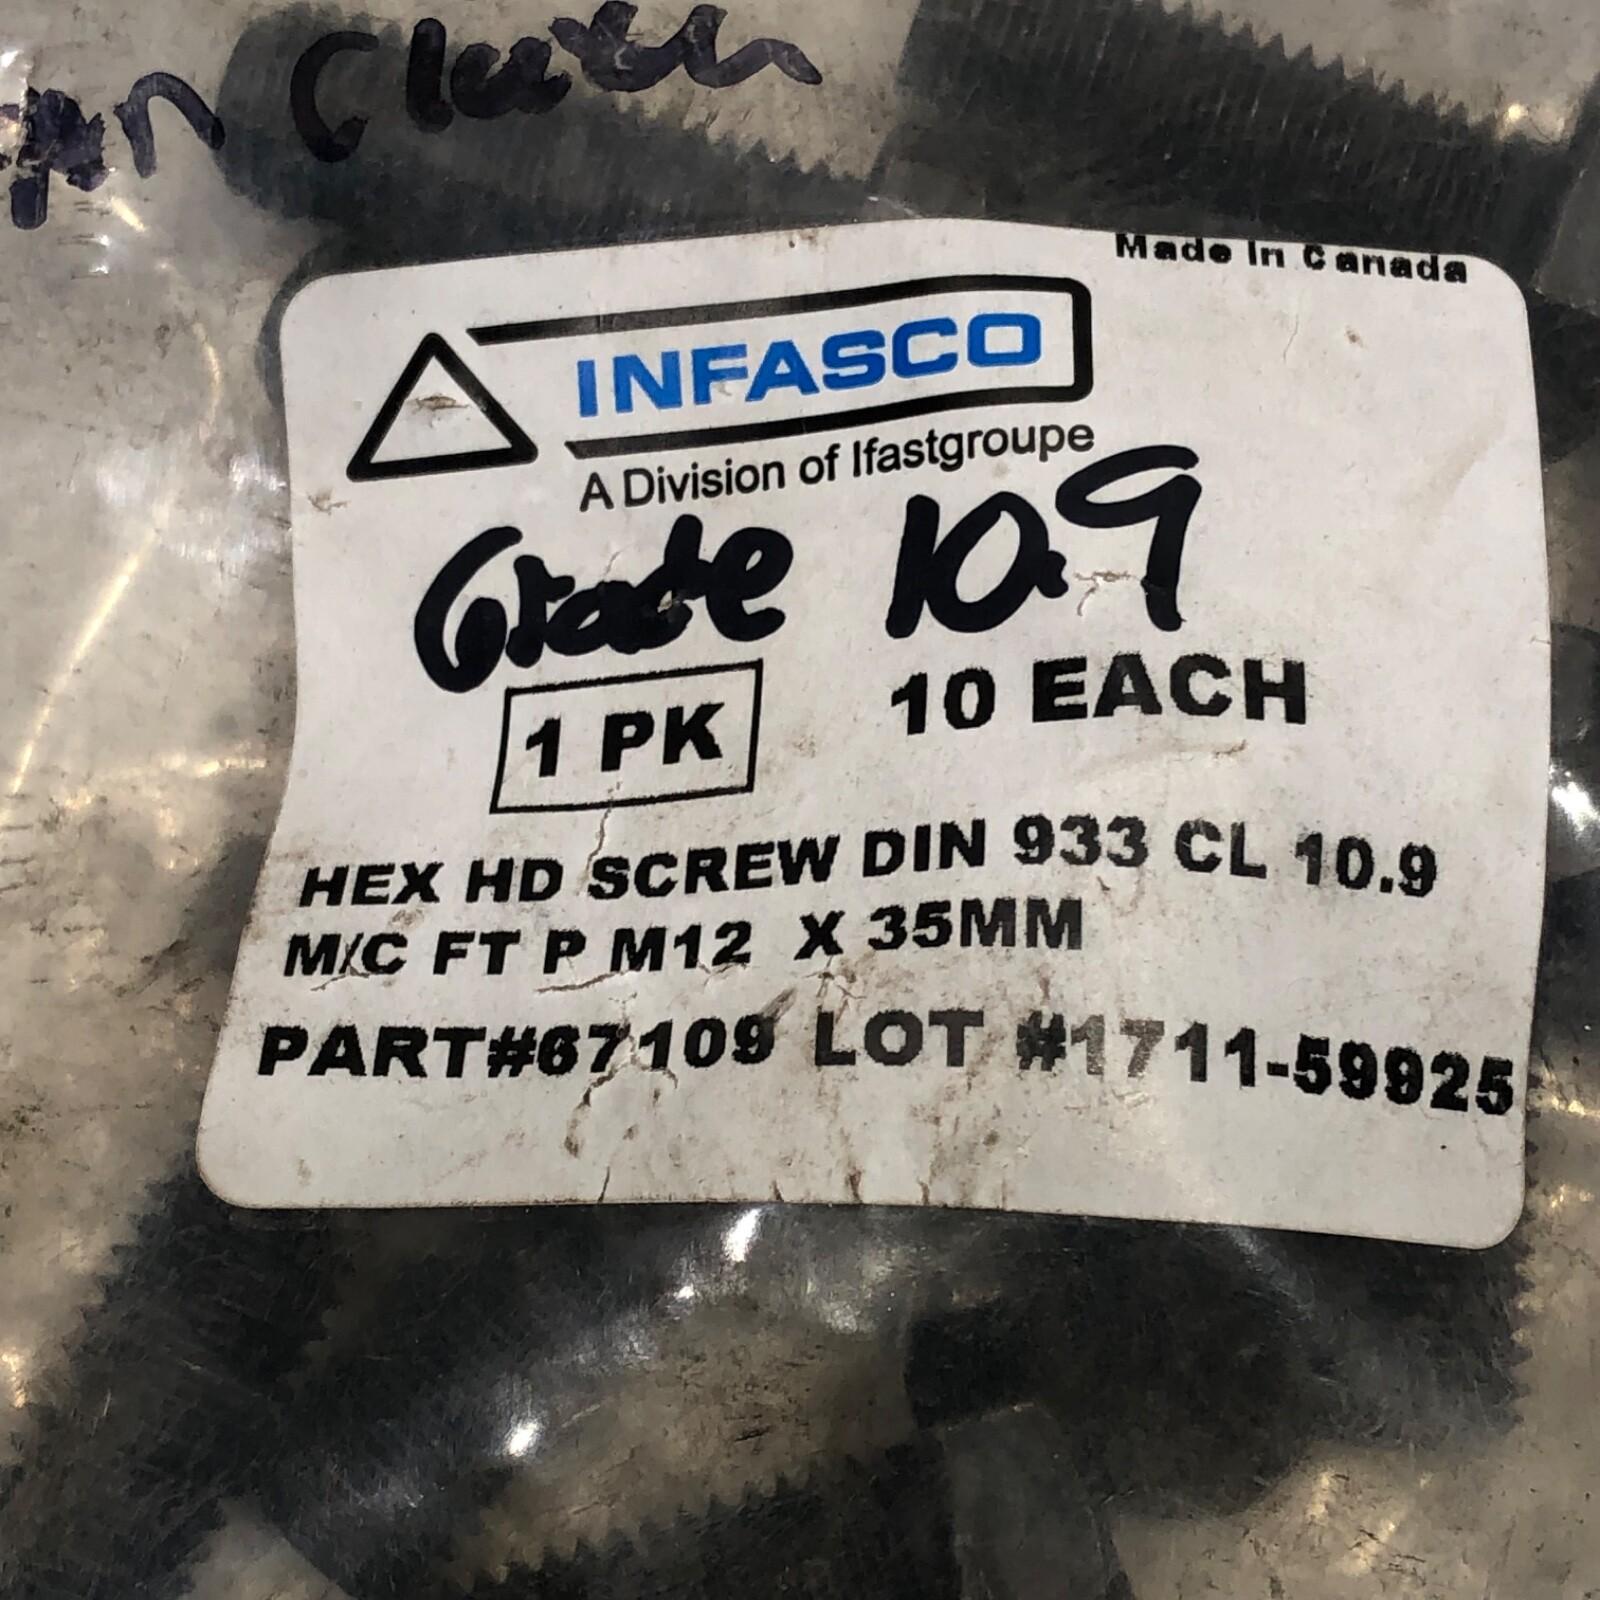 Made In Canada
INFASCO
A Division of Ifastgroupe
Grade 10.9
1 PK 10 EACH
HEX HD SCREW DIN 933 CL 10.9
M/C FT P M12 X 35MM
PART#67109 LOT #1711-59925